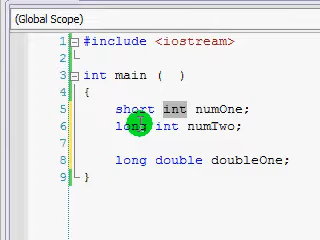 (Global Scope)
1 #include <iostream>
2
3 int main ( )
4 {
5 short int numOne;
6 long int numTwo;
7
8 long double doubleOne;
9 }